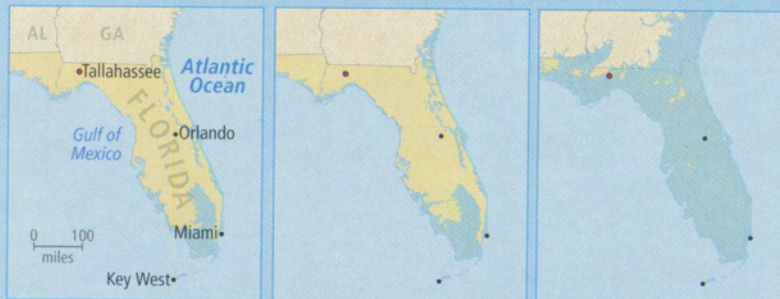 AL
GA
Tallahassee
Atlantic
Ocean
FLORIDA
Gulf of
Mexico
Orlando
0 100
miles
Miami
Key West